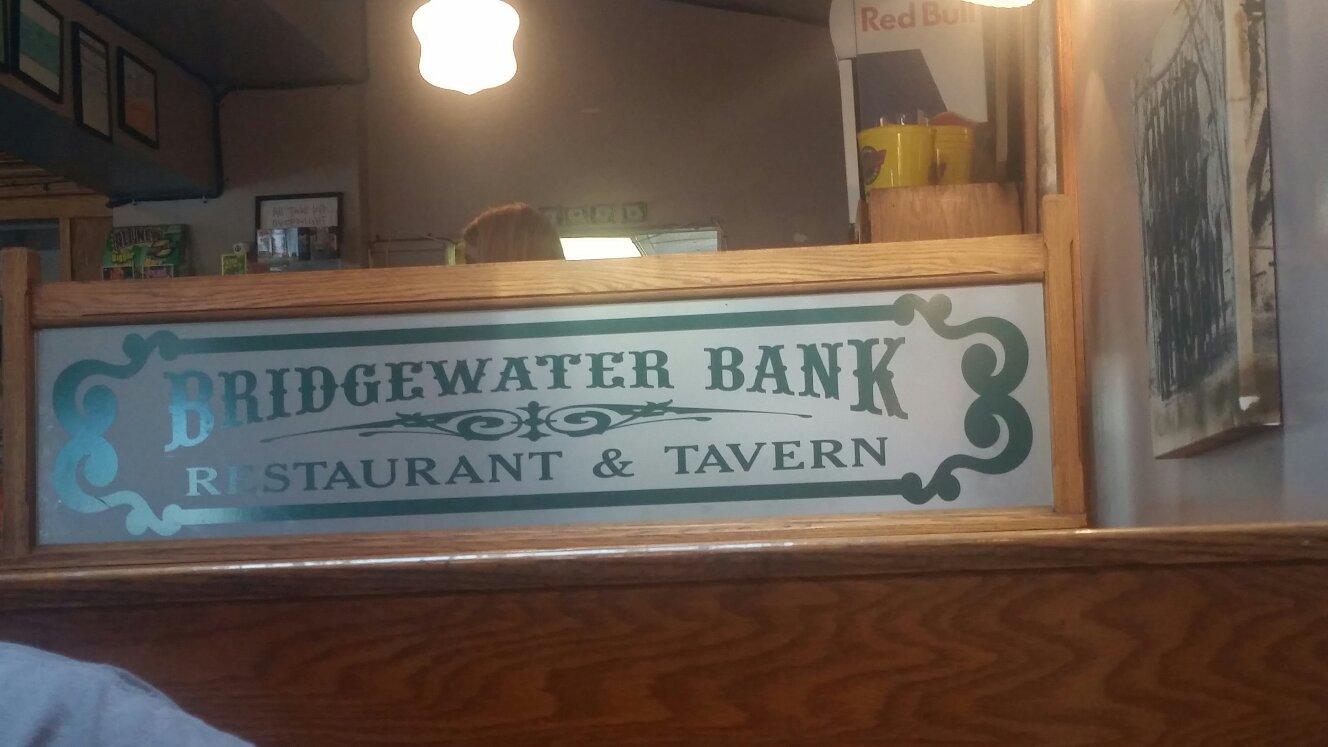 Red Bull
BRIDGEWATER BANK
RESTAURANT & TAVERN